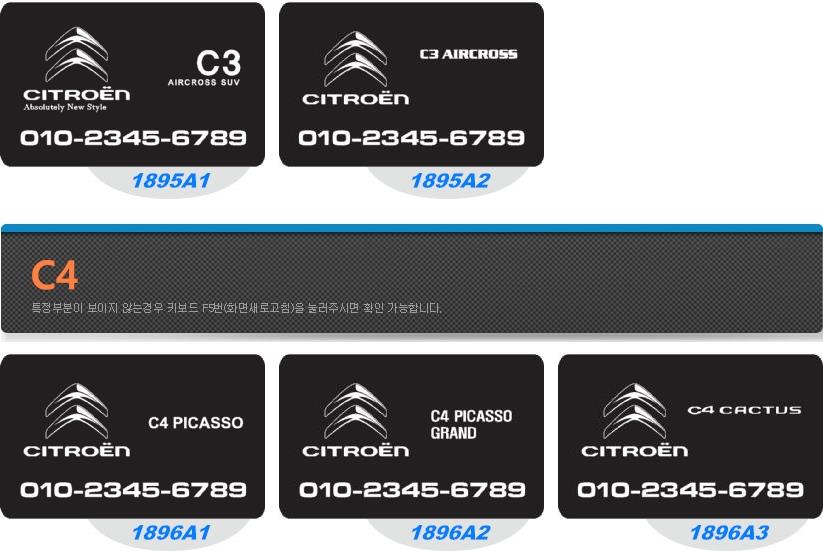 C3
AIRCROSS SUV
CITROËN
Absolutely New Style
010-2345-6789
1895A1
C3 AIRCROSS
CITROËN
010-2345-6789
1895A2
C4
특정부분이 보이지 않는경우 키보드 F5번(화면새로고침)을 눌러주시면 확인 가능합니다.
C4 PICASSO
CITROËN
010-2345-6789
1896A1
C4 PICASSO
GRAND
CITROËN
010-2345-6789
1896A2
C4 CACTUS
CITROËN
010-2345-6789
1896A3